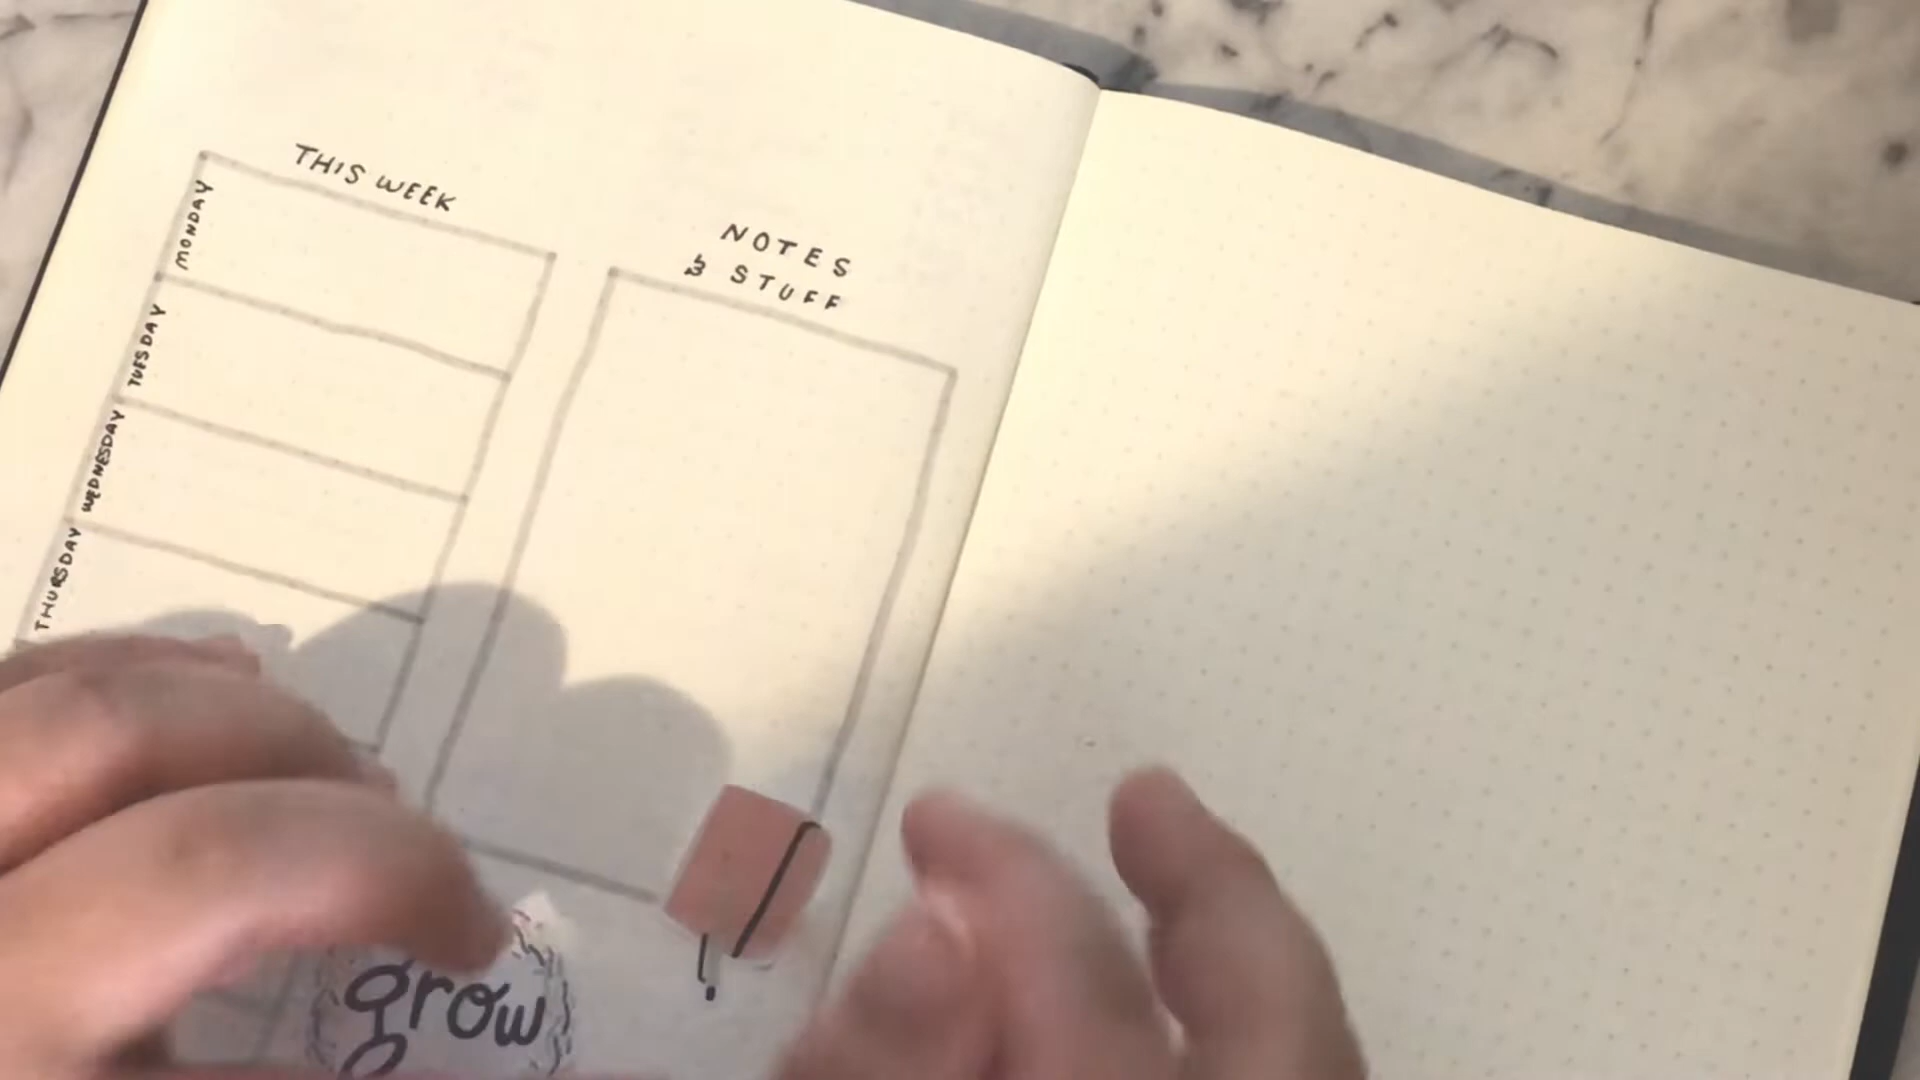 THIS WEEK
MONDAY
TUESDAY
WEDNESDAY
THURSDAY
NOTES
& STUFF
grow